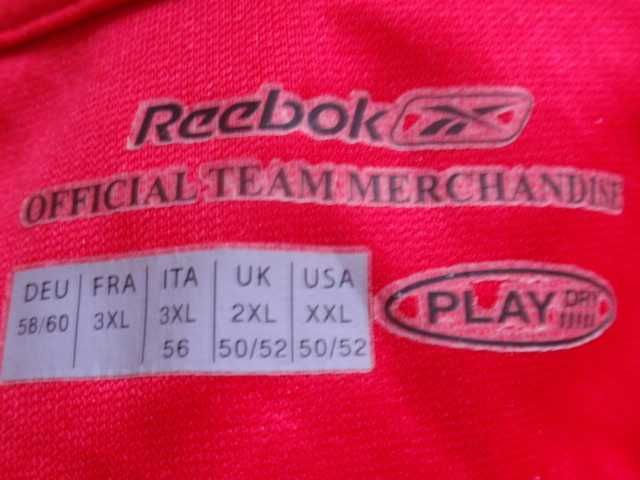 Reebok
OFFICIAL TEAM MERCHANDISE
DEU FRA ITA UK USA
58/60 3XL 3XL 2XL XXL
56 50/52 50/52
PLAY DRY